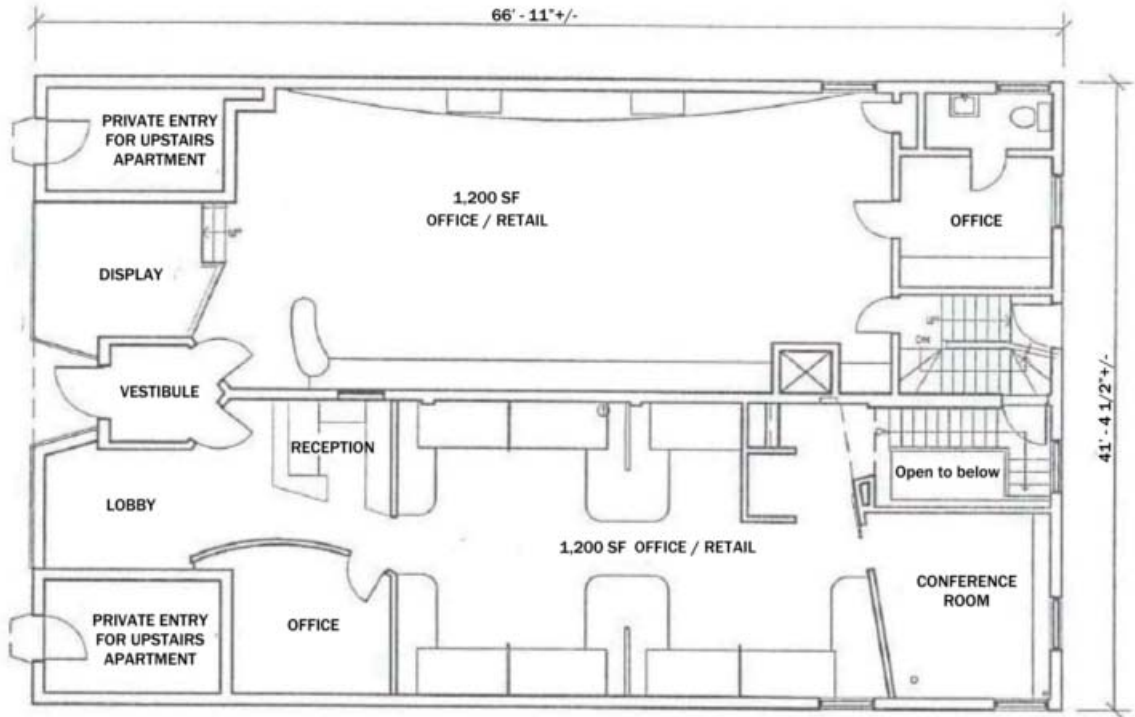 66' - 11"+/-
PRIVATE ENTRY
FOR UPSTAIRS
APARTMENT
1,200 SF
OFFICE / RETAIL
OFFICE
DISPLAY
DN
VESTIBULE
41' - 4 1/2"+/-
RECEPTION
Open to below
LOBBY
1,200 SF OFFICE / RETAIL
CONFERENCE
ROOM
PRIVATE ENTRY
FOR UPSTAIRS
APARTMENT
OFFICE